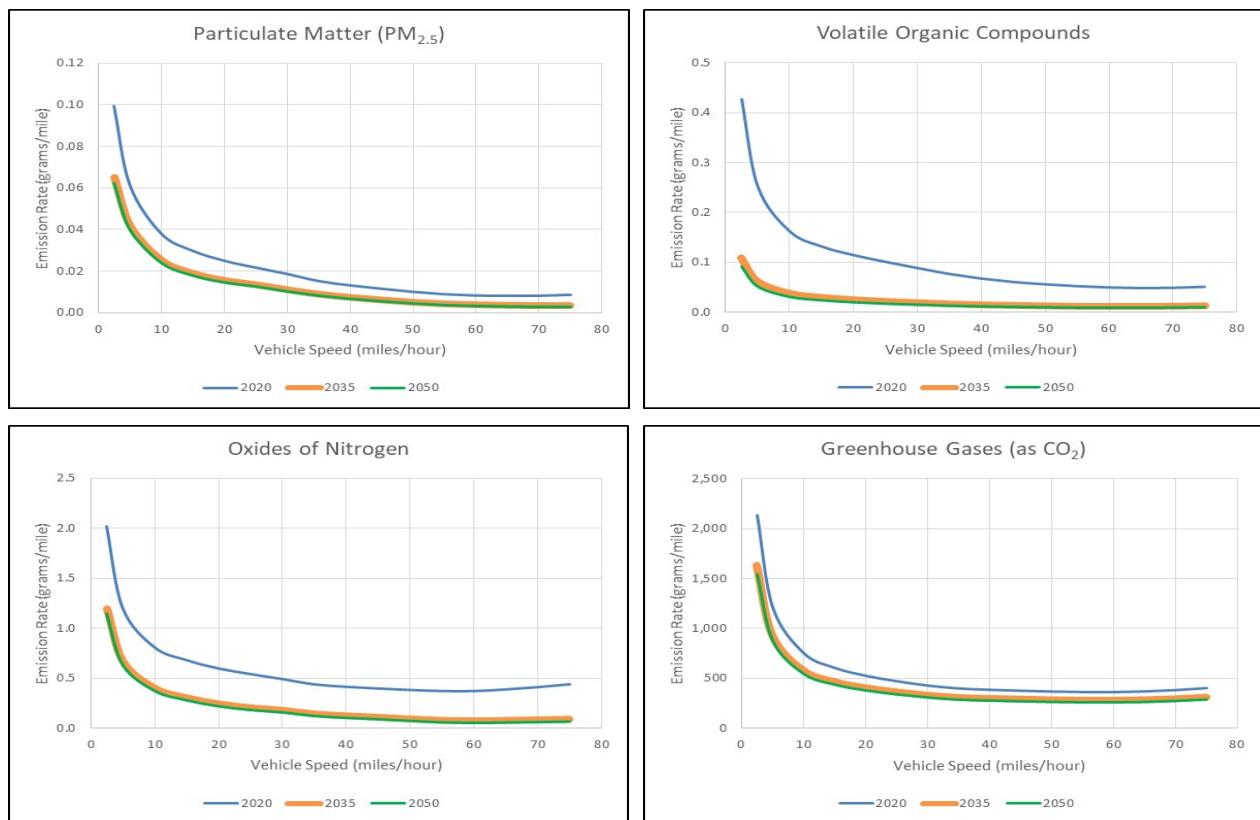 Particulate Matter (PM2.5)
Emission Rate (grams/mile)
0.12
0.10
0.08
0.06
0.04
0.02
0.00
0 10 20 30 40 50 60 70 80
Vehicle Speed (miles/hour)
2020 2035 2050
Volatile Organic Compounds
Emission Rate (grams/mile)
0.5
0.4
0.3
0.2
0.1
0.0
0 10 20 30 40 50 60 70 80
Vehicle Speed (miles/hour)
2020 2035 2050
Oxides of Nitrogen
Emission Rate (grams/mile)
2.5
2.0
1.5
1.0
0.5
0.0
0 10 20 30 40 50 60 70 80
Vehicle Speed (miles/hour)
2020 2035 2050
Greenhouse Gases (as CO2)
Emission Rate (grams/mile)
2,500
2,000
1,500
1,000
500
0
0 10 20 30 40 50 60 70 80
Vehicle Speed (miles/hour)
2020 2035 2050